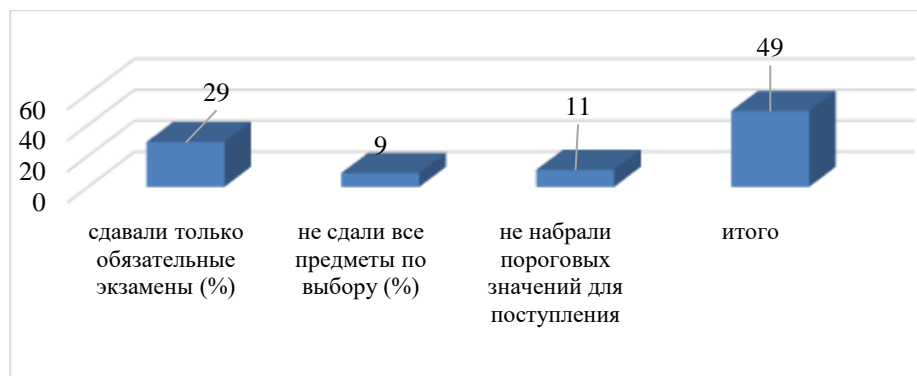 49
29
11
9
60
40
20
0
сдавали только
обязательные
экзамены (%)
не сдали все
предметы по
выбору (%)
не набрали
пороговых
значений для
поступления
итого